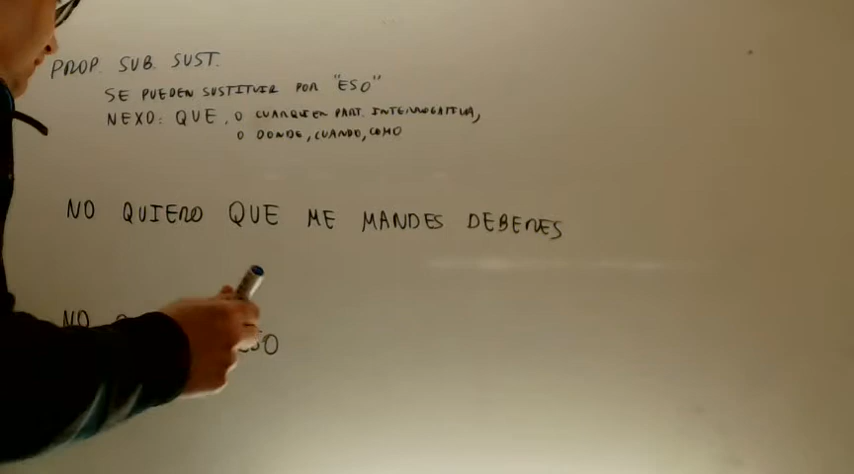 PROP. SUB. SUST.
SE PUEDEN SUSTITUIR POR "ESO"
NEXO: QUE, O CUALQUIER PART. INTERROGATIVA,
O DONDE, CUANDO, COMO
NO QUIERO QUE ME MANDES DEBERES
NO